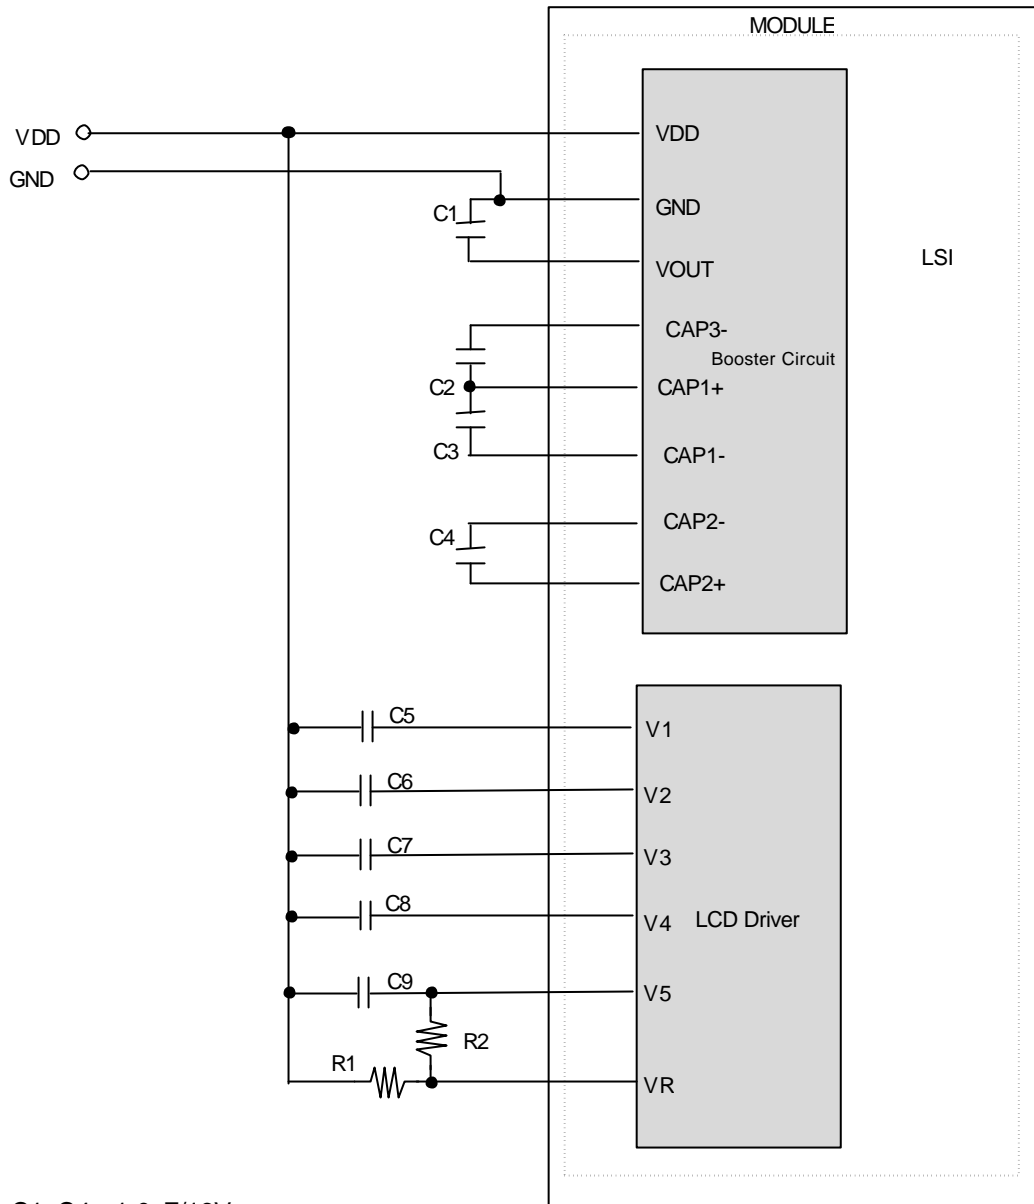 MODULE
VDD
VDD
GND
C1
GND
VOUT
LSI
CAP3-
Booster Circuit
C2
CAP1+
C3
CAP1-
C4
CAP2-
CAP2+
C5
V1
C6
V2
C7
V3
C8
V4
LCD Driver
C9
V5
R2
R1
VR